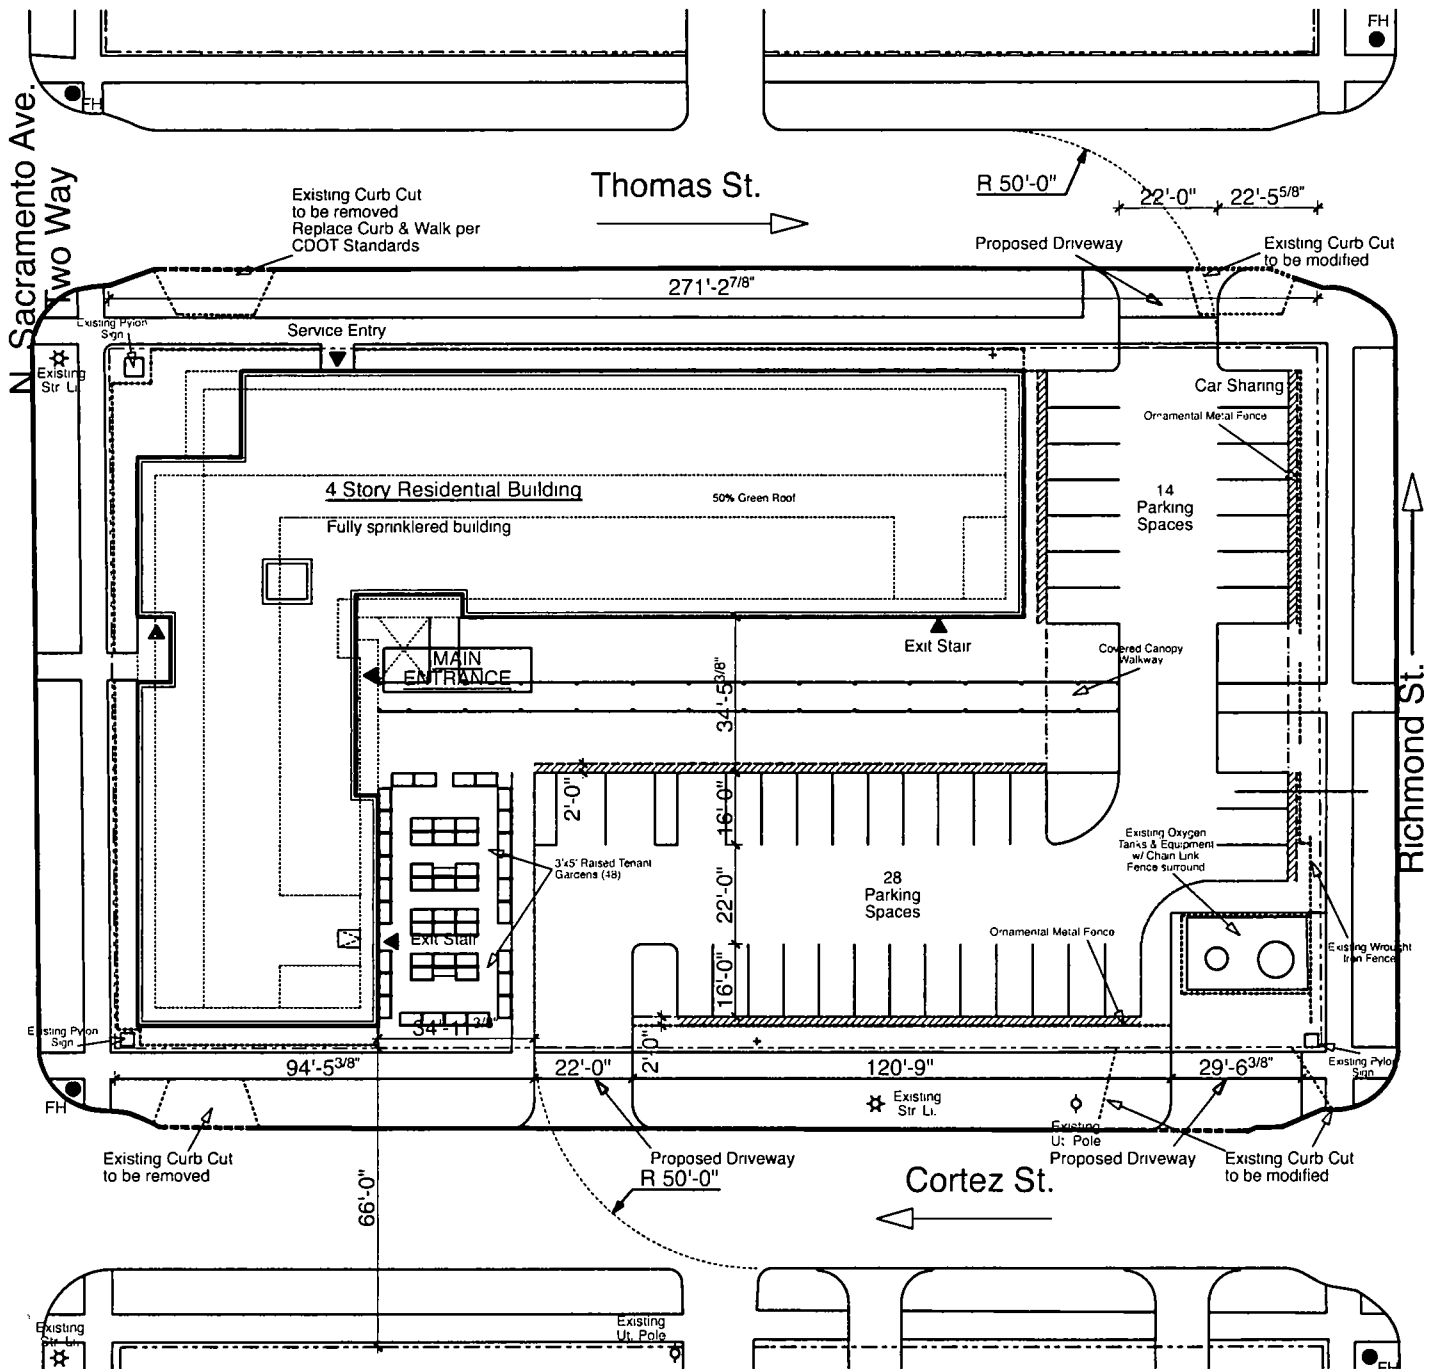 FH
FH
N. Sacramento Ave.
Two Way
Existing Curb Cut
to be removed
Replace Curb & Walk per
CDOT Standards
Thomas St.
R 50'-0"
22'-0"
22'-5 5/8"
Proposed Driveway
Existing Curb Cut
to be modified
271'-2 7/8"
Existing Pylon
Sign
Service Entry
Existing
Str Li.
Car Sharing
Ornamental Metal Fence
4 Story Residential Building
50% Green Roof
Fully sprinklered building
14
Parking
Spaces
Exit Stair
MAIN
ENTRANCE
Covered Canopy
Walkway
34'-5 3/8"
Richmond St.
2'-0"
16'-0"
Existing Oxygen
Tanks & Equipment
w/ Chain Link
Fence surround
3'x5' Raised Tenant
Gardens (48)
28
Parking
Spaces
22'-0"
Exit Stair
Ornamental Metal Fence
Existing Wrought
Iron Fence
16'-0"
Existing Pylon
Sign
34'-11 3/8"
2'-0"
94'-5 3/8"
22'-0"
120'-9"
29'-6 3/8"
Existing Pylon
Sign
FH
Existing
Str Li.
Existing
Ut. Pole
Existing Curb Cut
to be removed
Proposed Driveway
R 50'-0"
Proposed Driveway
Existing Curb Cut
to be modified
Cortez St.
66'-0"
Existing
Str Li.
Existing
Ut. Pole
FH